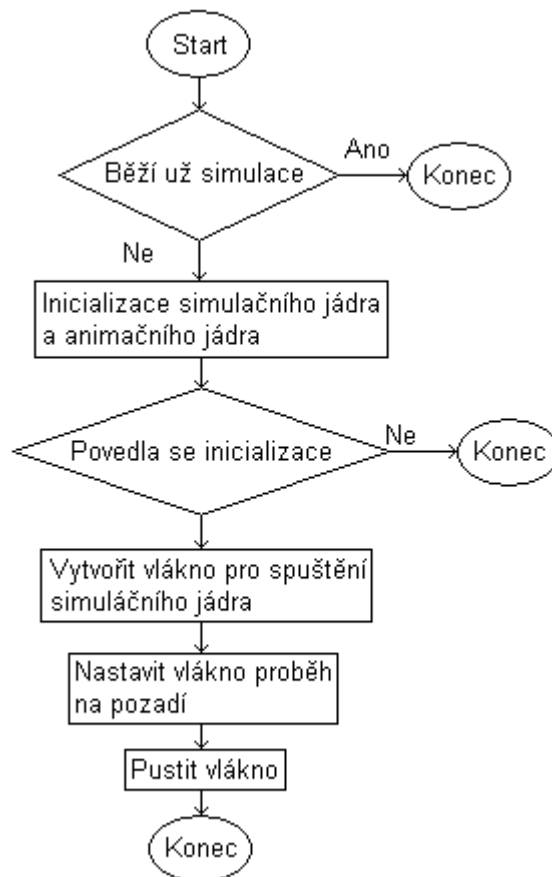 Start
Běží už simulace
Ano
Konec
Ne
Inicializace simulačního jádra
a animačního jádra
Povedla se inicializace
Ne
Konec
Vytvořit vlákno pro spuštění
simuláčního jádra
Nastavit vlákno proběh
na pozadí
Pustit vlákno
Konec